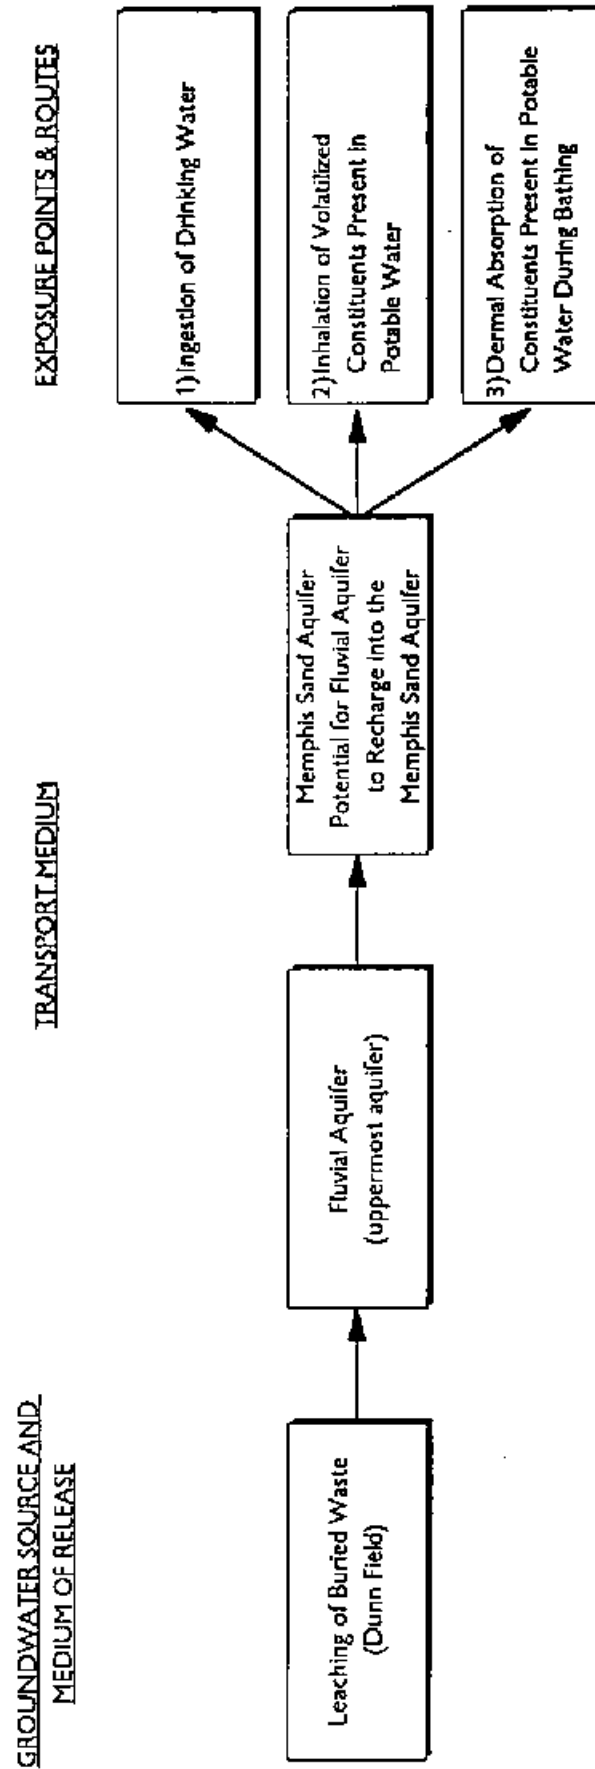 GROUNDWATER SOURCE AND
MEDIUM OF RELEASE
TRANSPORT MEDIUM
EXPOSURE POINTS & ROUTES
Leaching of Buried Waste
(Dunn Field)
Fluvial Aquifer
(uppermost aquifer)
Memphis Sand Aquifer
Potential for Fluvial Aquifer
to Recharge into the
Memphis Sand Aquifer
1)Ingestion of Drinking Water
2)Inhalation of Volatilized
Constituents Present in
Potable Water
3)Dermal Absorption of
Constituents Present in Potable
Water During Bathing